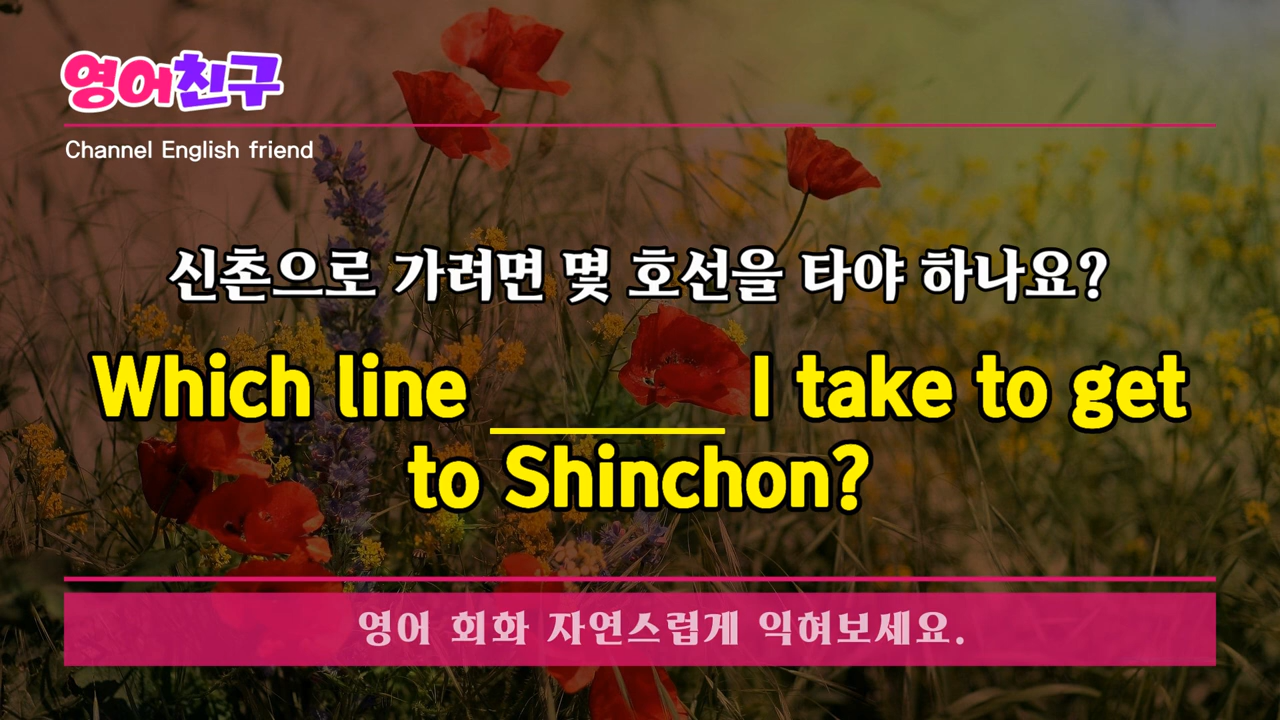 영어친구
Channel English friend
신촌으로 가려면 몇 호선을 타야 하나요?
Which line ________ I take to get
to Shinchon?
영어 회화 자연스럽게 익혀보세요.